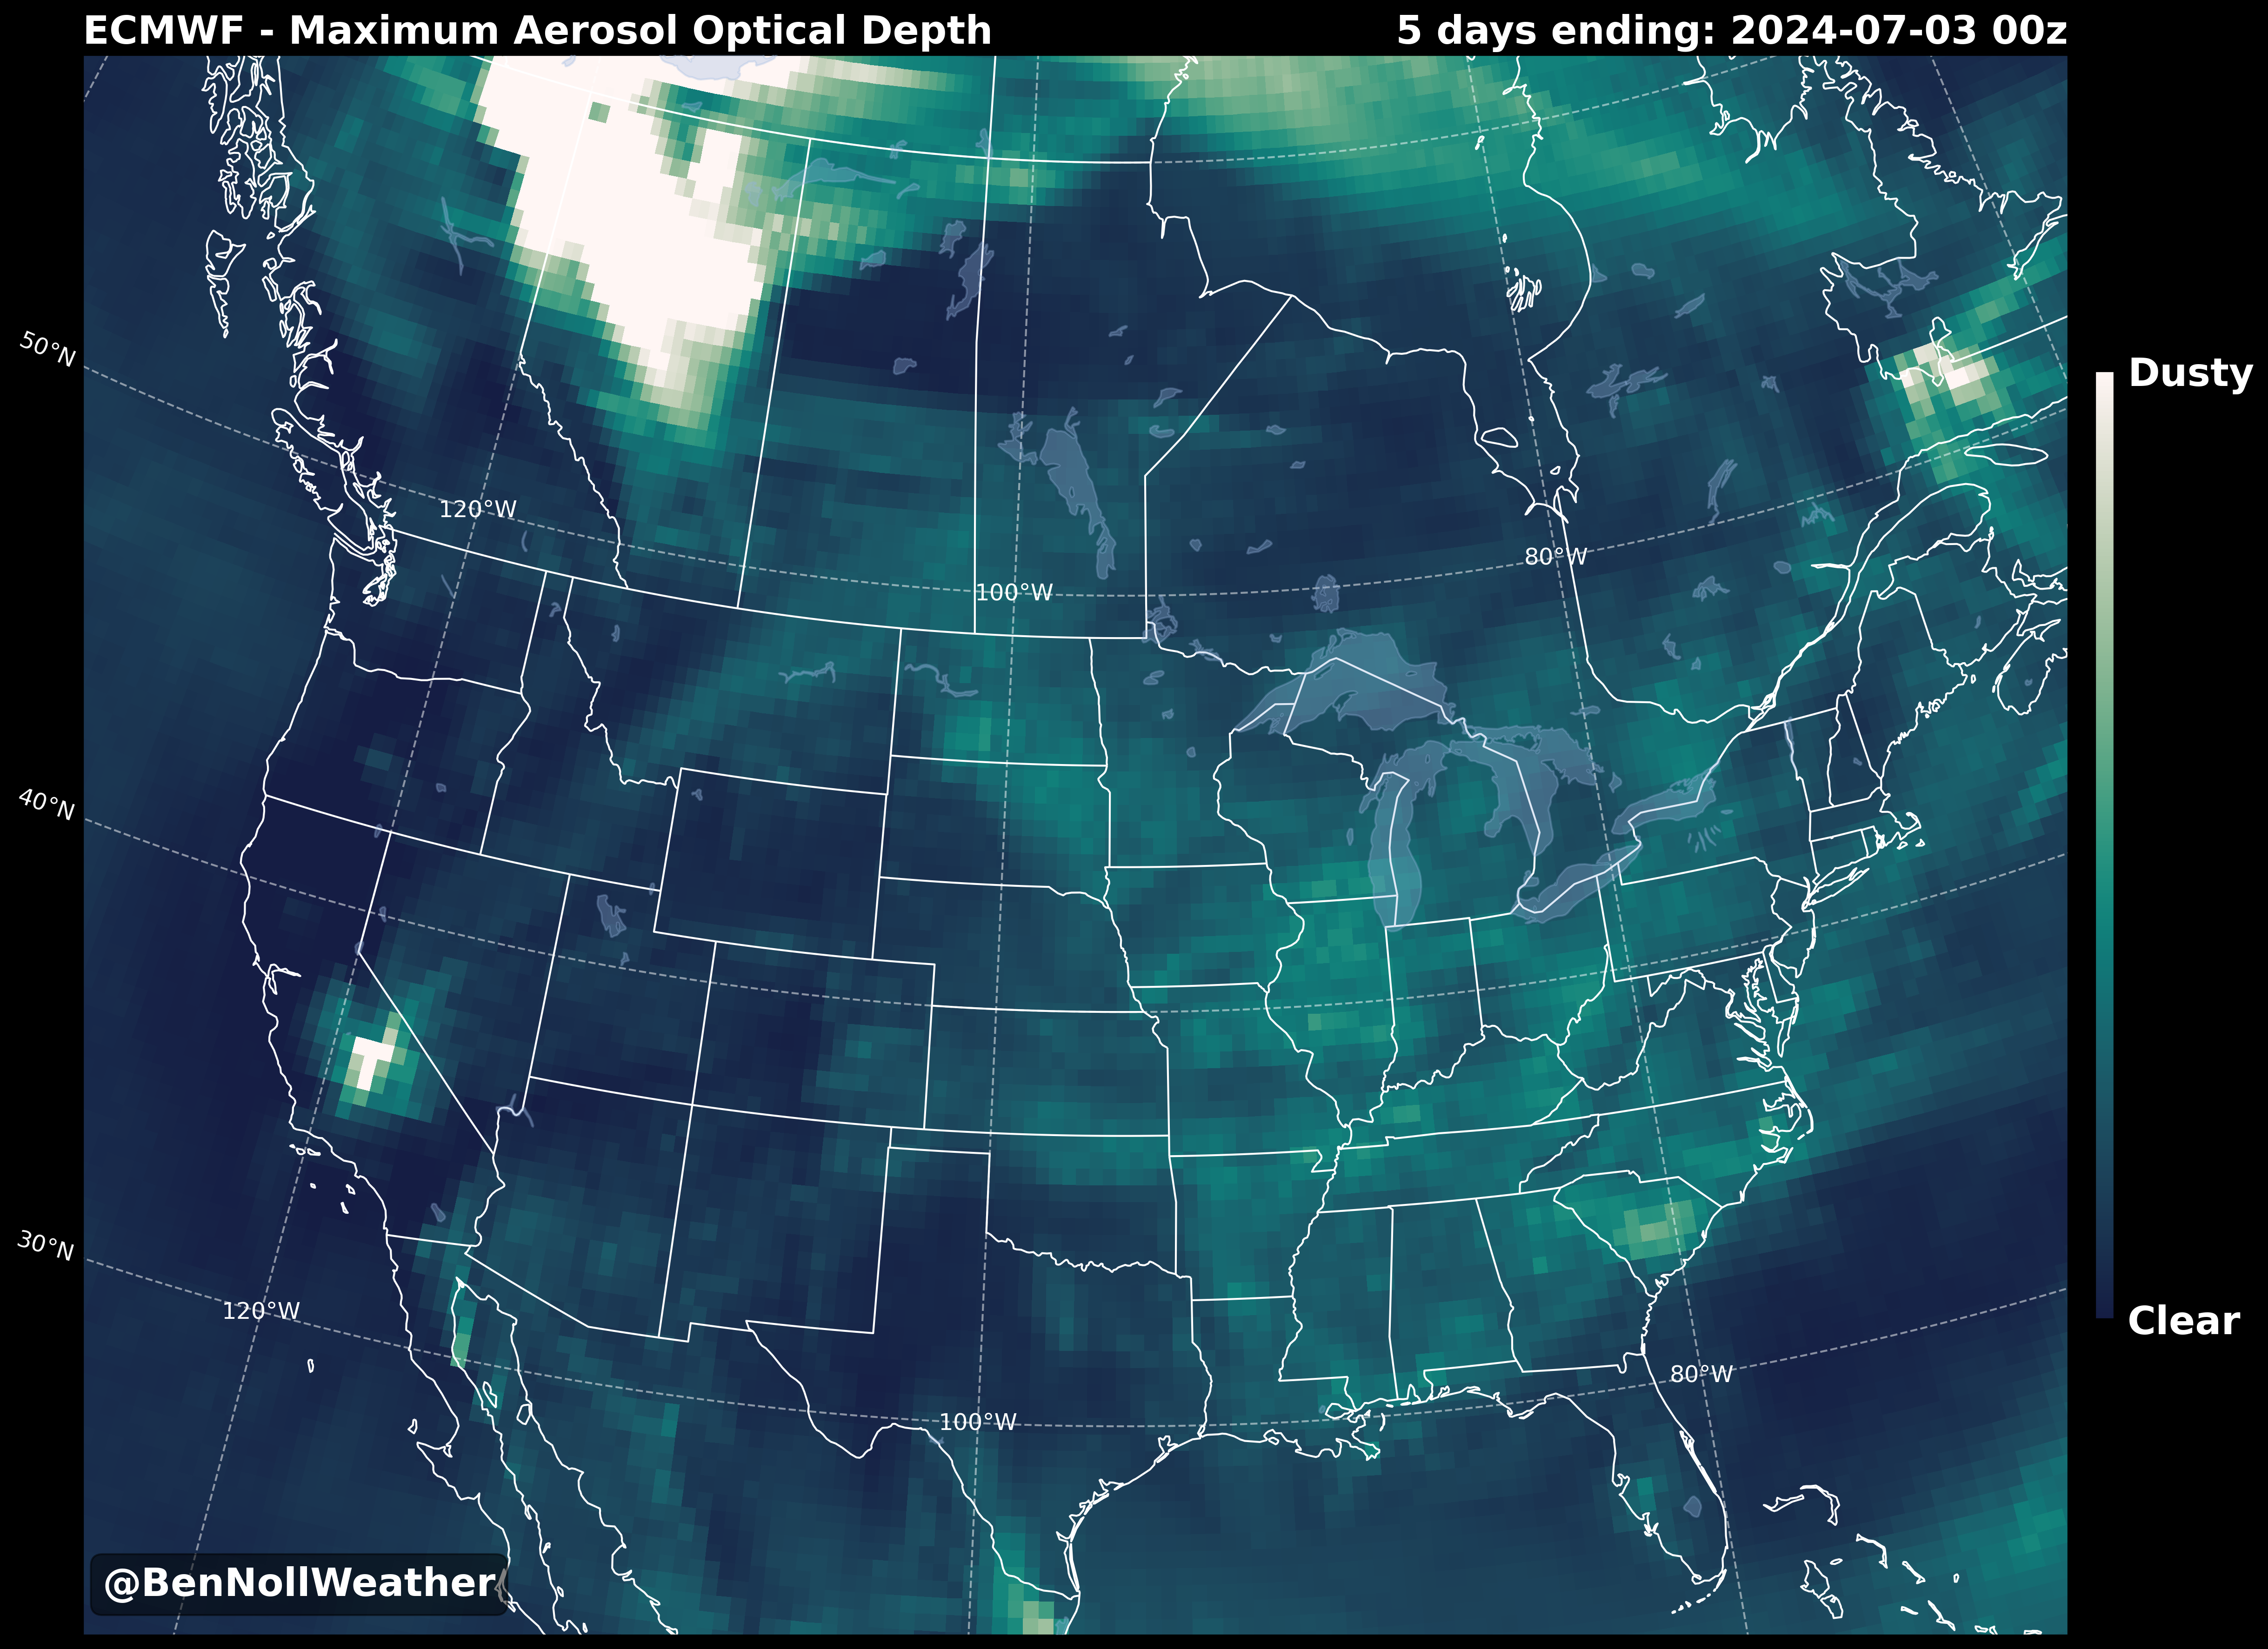 ECMWF - Maximum Aerosol Optical Depth
5 days ending: 2024-07-03 00z
50°N
Dusty
120°W
80°W
100°W
40°N
30°N
120°W
Clear
80°W
100°W
@BenNollWeather